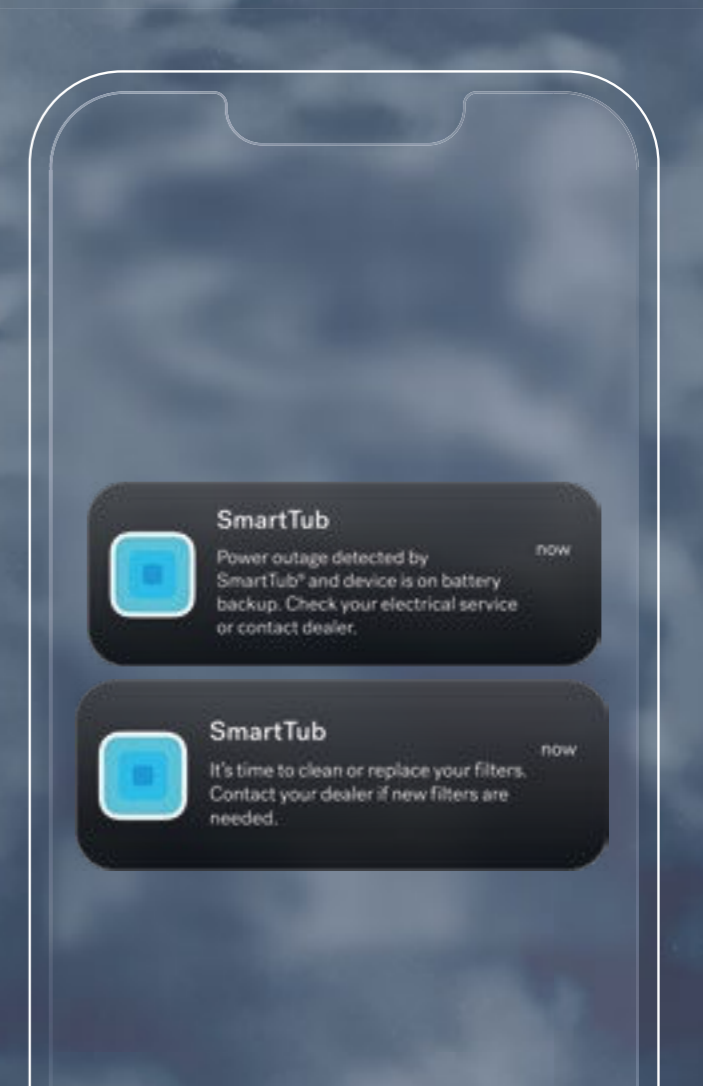 SmartTub
now
Power outage detected by
SmartTub® and device is on battery
backup. Check your electrical service
or contact dealer.
SmartTub
now
It's time to clean or replace your filters.
Contact your dealer if new filters are
needed.